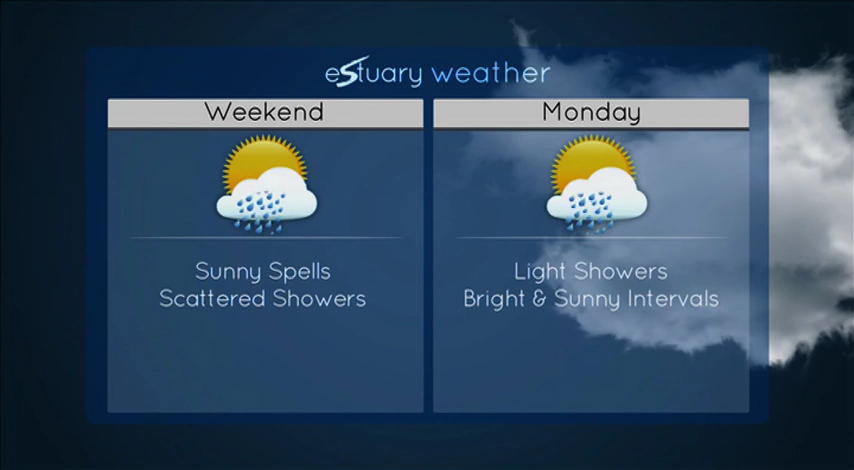 eStuary weather
Weekend
Sunny Spells
Scattered Showers
Monday
Light Showers
Bright & Sunny Intervals